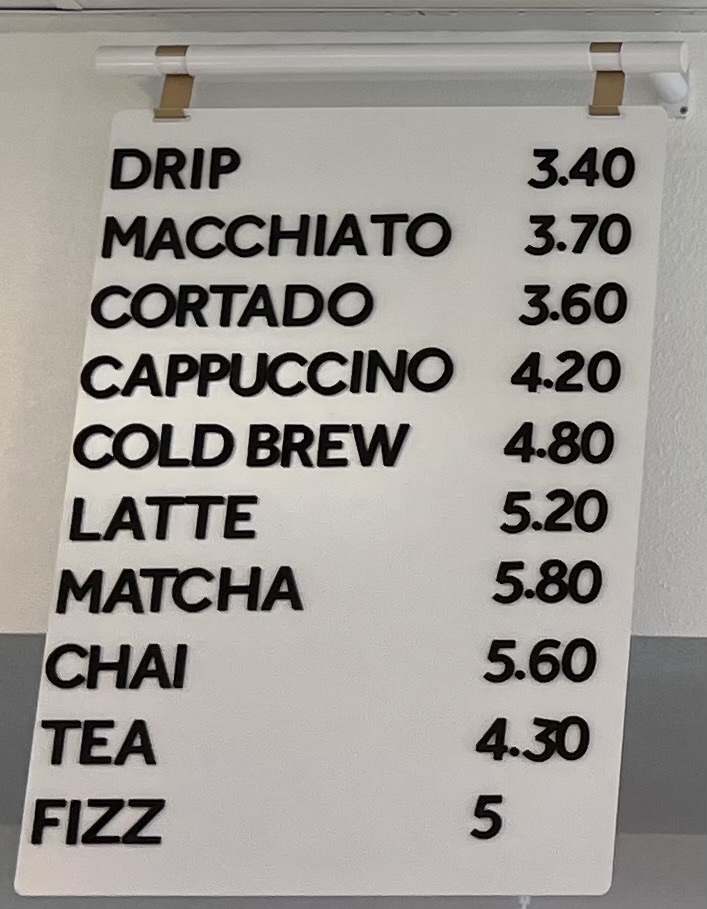 DRIP 3.40
MACCHIATO 3.70
CORTADO 3.60
CAPPUCCINO 4.20
COLD BREW 4.80
LATTE 5.20
MATCHA 5.80
CHAI 5.60
TEA 4.30
FIZZ 5